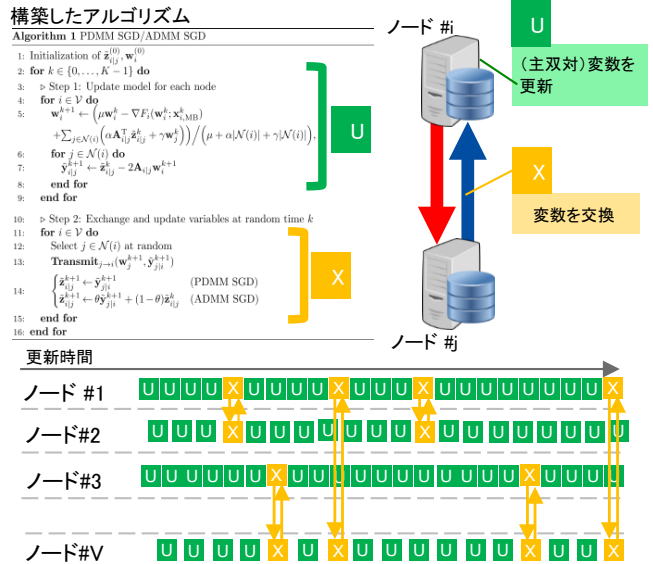 構築したアルゴリズム
Algorithm 1 PDMM SGD/ADMM SGD
1: Initialization of z̃_{i|j}^{(0)}, w_i^{(0)}
2: for k ∈ {0, . . . , K − 1} do
3: ▷ Step 1: Update model for each node
4: for i ∈ 𝒱 do
5: w_i^{k+1} ← (μw_i^k − ∇F_i(w_i^k; x_{i,MB}^k)
+∑_{j∈𝒩(i)}(αA_{i|j}^T z̃_{i|j}^k + γw_j^k))/(μ + α|𝒩(i)| + γ|𝒩(i)|),
6: for j ∈ 𝒩(i) do
7: ỹ_{i|j}^{k+1} ← z̃_{i|j}^k − 2A_{i|j}w_i^{k+1}
8: end for
9: end for
10: ▷ Step 2: Exchange and update variables at random time k
11: for i ∈ 𝒱 do
12: Select j ∈ 𝒩(i) at random
13: Transmit_{j→i}(w_j^{k+1}, ỹ_{j|i}^{k+1})
14: { z̃_{i|j}^{k+1} ← ỹ_{j|i}^{k+1} (PDMM SGD)
z̃_{i|j}^{k+1} ← θỹ_{j|i}^{k+1} + (1−θ)z̃_{i|j}^k (ADMM SGD)
15: end for
16: end for
U
X
ノード #i
U
(主双対)変数を
更新
X
変数を交換
ノード #j
更新時間
ノード #1 U U U U X U U U U X U U U X U U U U U U U U X
ノード#2 U U U X U U U U U U U X U U U U U U U U
ノード#3 U U U U U U X U U U U U U U U U U U X U U U U
ノード#V U U U U X U X U U U U U U X U U X